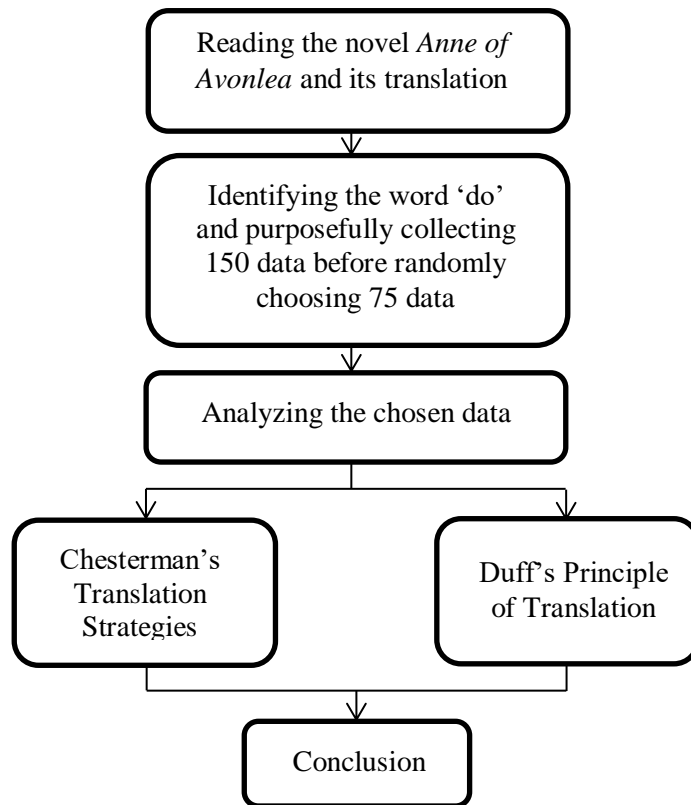 Reading the novel Anne of
Avonlea and its translation
Identifying the word ‘do’
and purposefully collecting
150 data before randomly
choosing 75 data
Analyzing the chosen data
Chesterman’s
Translation
Strategies
Duff’s Principle
of Translation
Conclusion